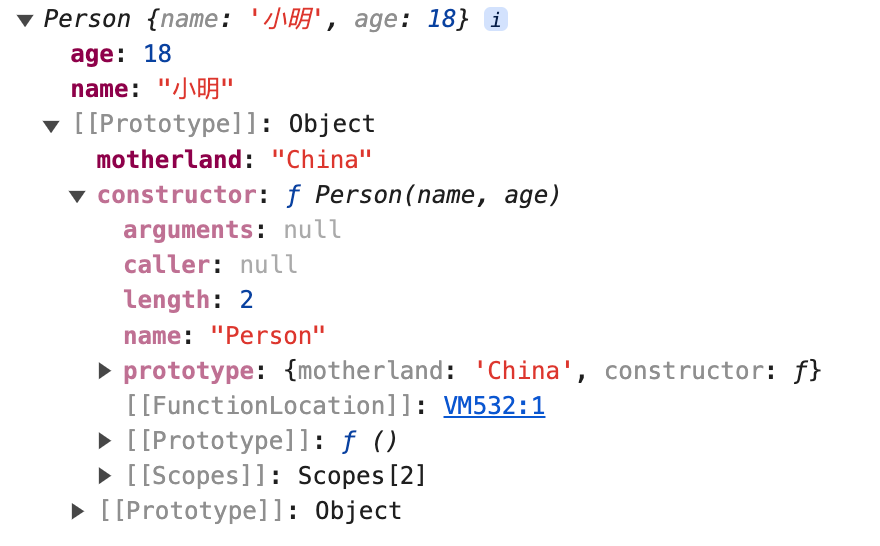 ▼ Person {name: '小明', age: 18} i
age: 18
name: "小明"
▼ [[Prototype]]: Object
motherland: "China"
▼ constructor: ƒ Person(name, age)
arguments: null
caller: null
length: 2
name: "Person"
▶ prototype: {motherland: 'China', constructor: ƒ}
[[FunctionLocation]]: VM532:1
▶ [[Prototype]]: ƒ ()
▶ [[Scopes]]: Scopes[2]
▶ [[Prototype]]: Object